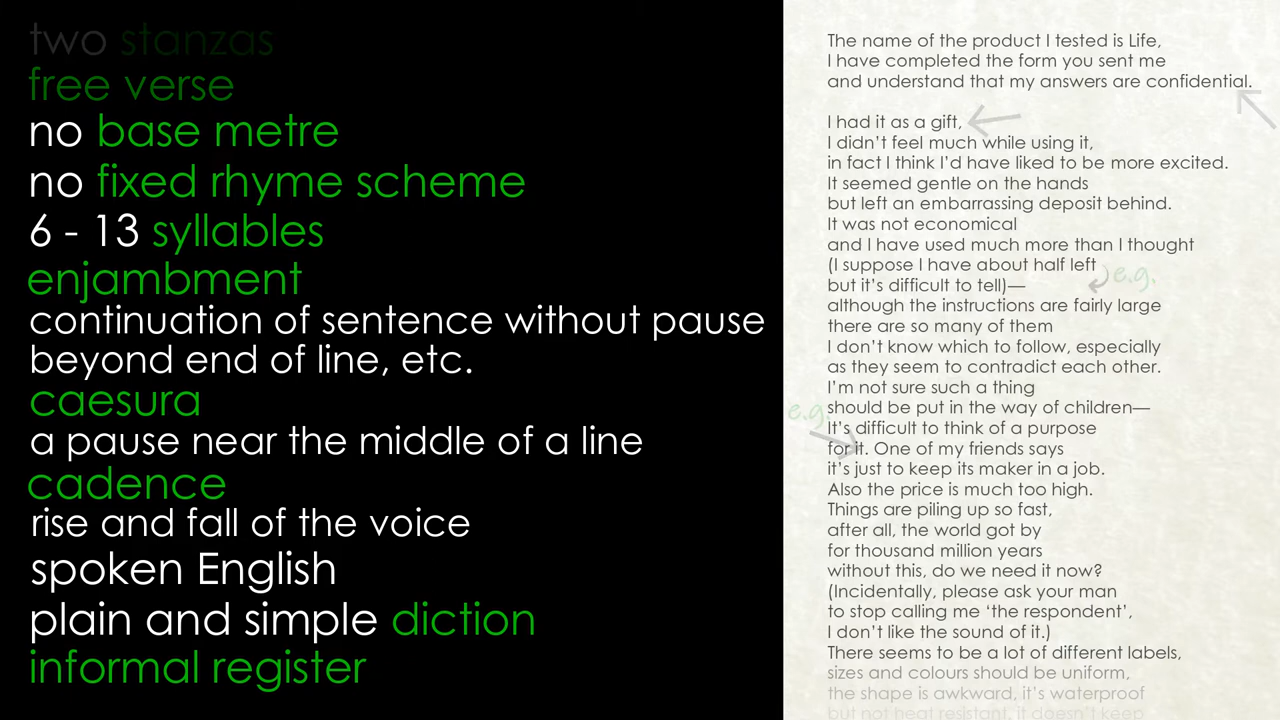 two stanzas
free verse
no base metre
no fixed rhyme scheme
6 - 13 syllables
enjambment
continuation of sentence without pause
beyond end of line, etc.
caesura
a pause near the middle of a line
cadence
rise and fall of the voice
spoken English
plain and simple diction
informal register
The name of the product I tested is Life,
I have completed the form you sent me
and understand that my answers are confidential.
I had it as a gift,
I didn't feel much while using it,
in fact I think I'd have liked to be more excited.
It seemed gentle on the hands
but left an embarrassing deposit behind.
It was not economical
and I have used much more than I thought
(I suppose I have about half left
e.g.
but it's difficult to tell)—
although the instructions are fairly large
there are so many of them
I don't know which to follow, especially
as they seem to contradict each other.
I'm not sure such a thing
e.g.
should be put in the way of children—
It's difficult to think of a purpose
for it. One of my friends says
it's just to keep its maker in a job.
Also the price is much too high.
Things are piling up so fast,
after all, the world got by
for thousand million years
without this, do we need it now?
(Incidentally, please ask your man
to stop calling me ‘the respondent’,
I don't like the sound of it.)
There seems to be a lot of different labels,
sizes and colours should be uniform,
the shape is awkward, it's waterproof
but not heat resistant, it doesn't keep